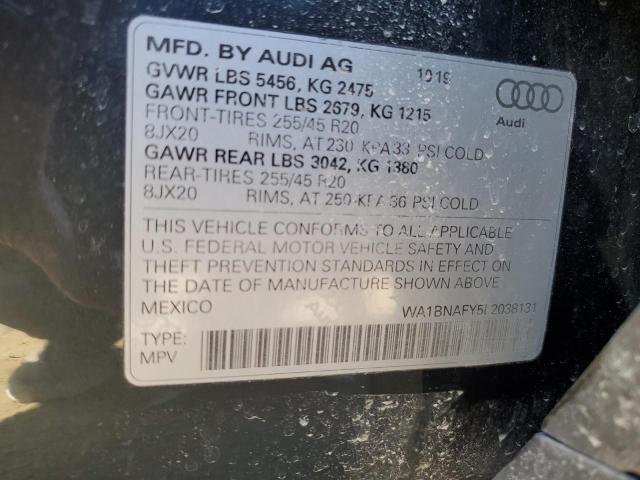 MFD. BY AUDI AG 10 19
GVWR LBS 5456, KG 2475
GAWR FRONT LBS 2679, KG 1215
FRONT-TIRES 255/45 R20
8JX20 RIMS, AT 230 KPA 33 PSI COLD
GAWR REAR LBS 3042, KG 1380
REAR-TIRES 255/45 R20
8JX20 RIMS, AT 250 KPA 36 PSI COLD
Audi
THIS VEHICLE CONFORMS TO ALL APPLICABLE
U.S. FEDERAL MOTOR VEHICLE SAFETY AND
THEFT PREVENTION STANDARDS IN EFFECT ON
THE DATE OF MANUFACTURE SHOWN ABOVE.
MEXICO WA1BNAFY5L2038131
TYPE:
MPV